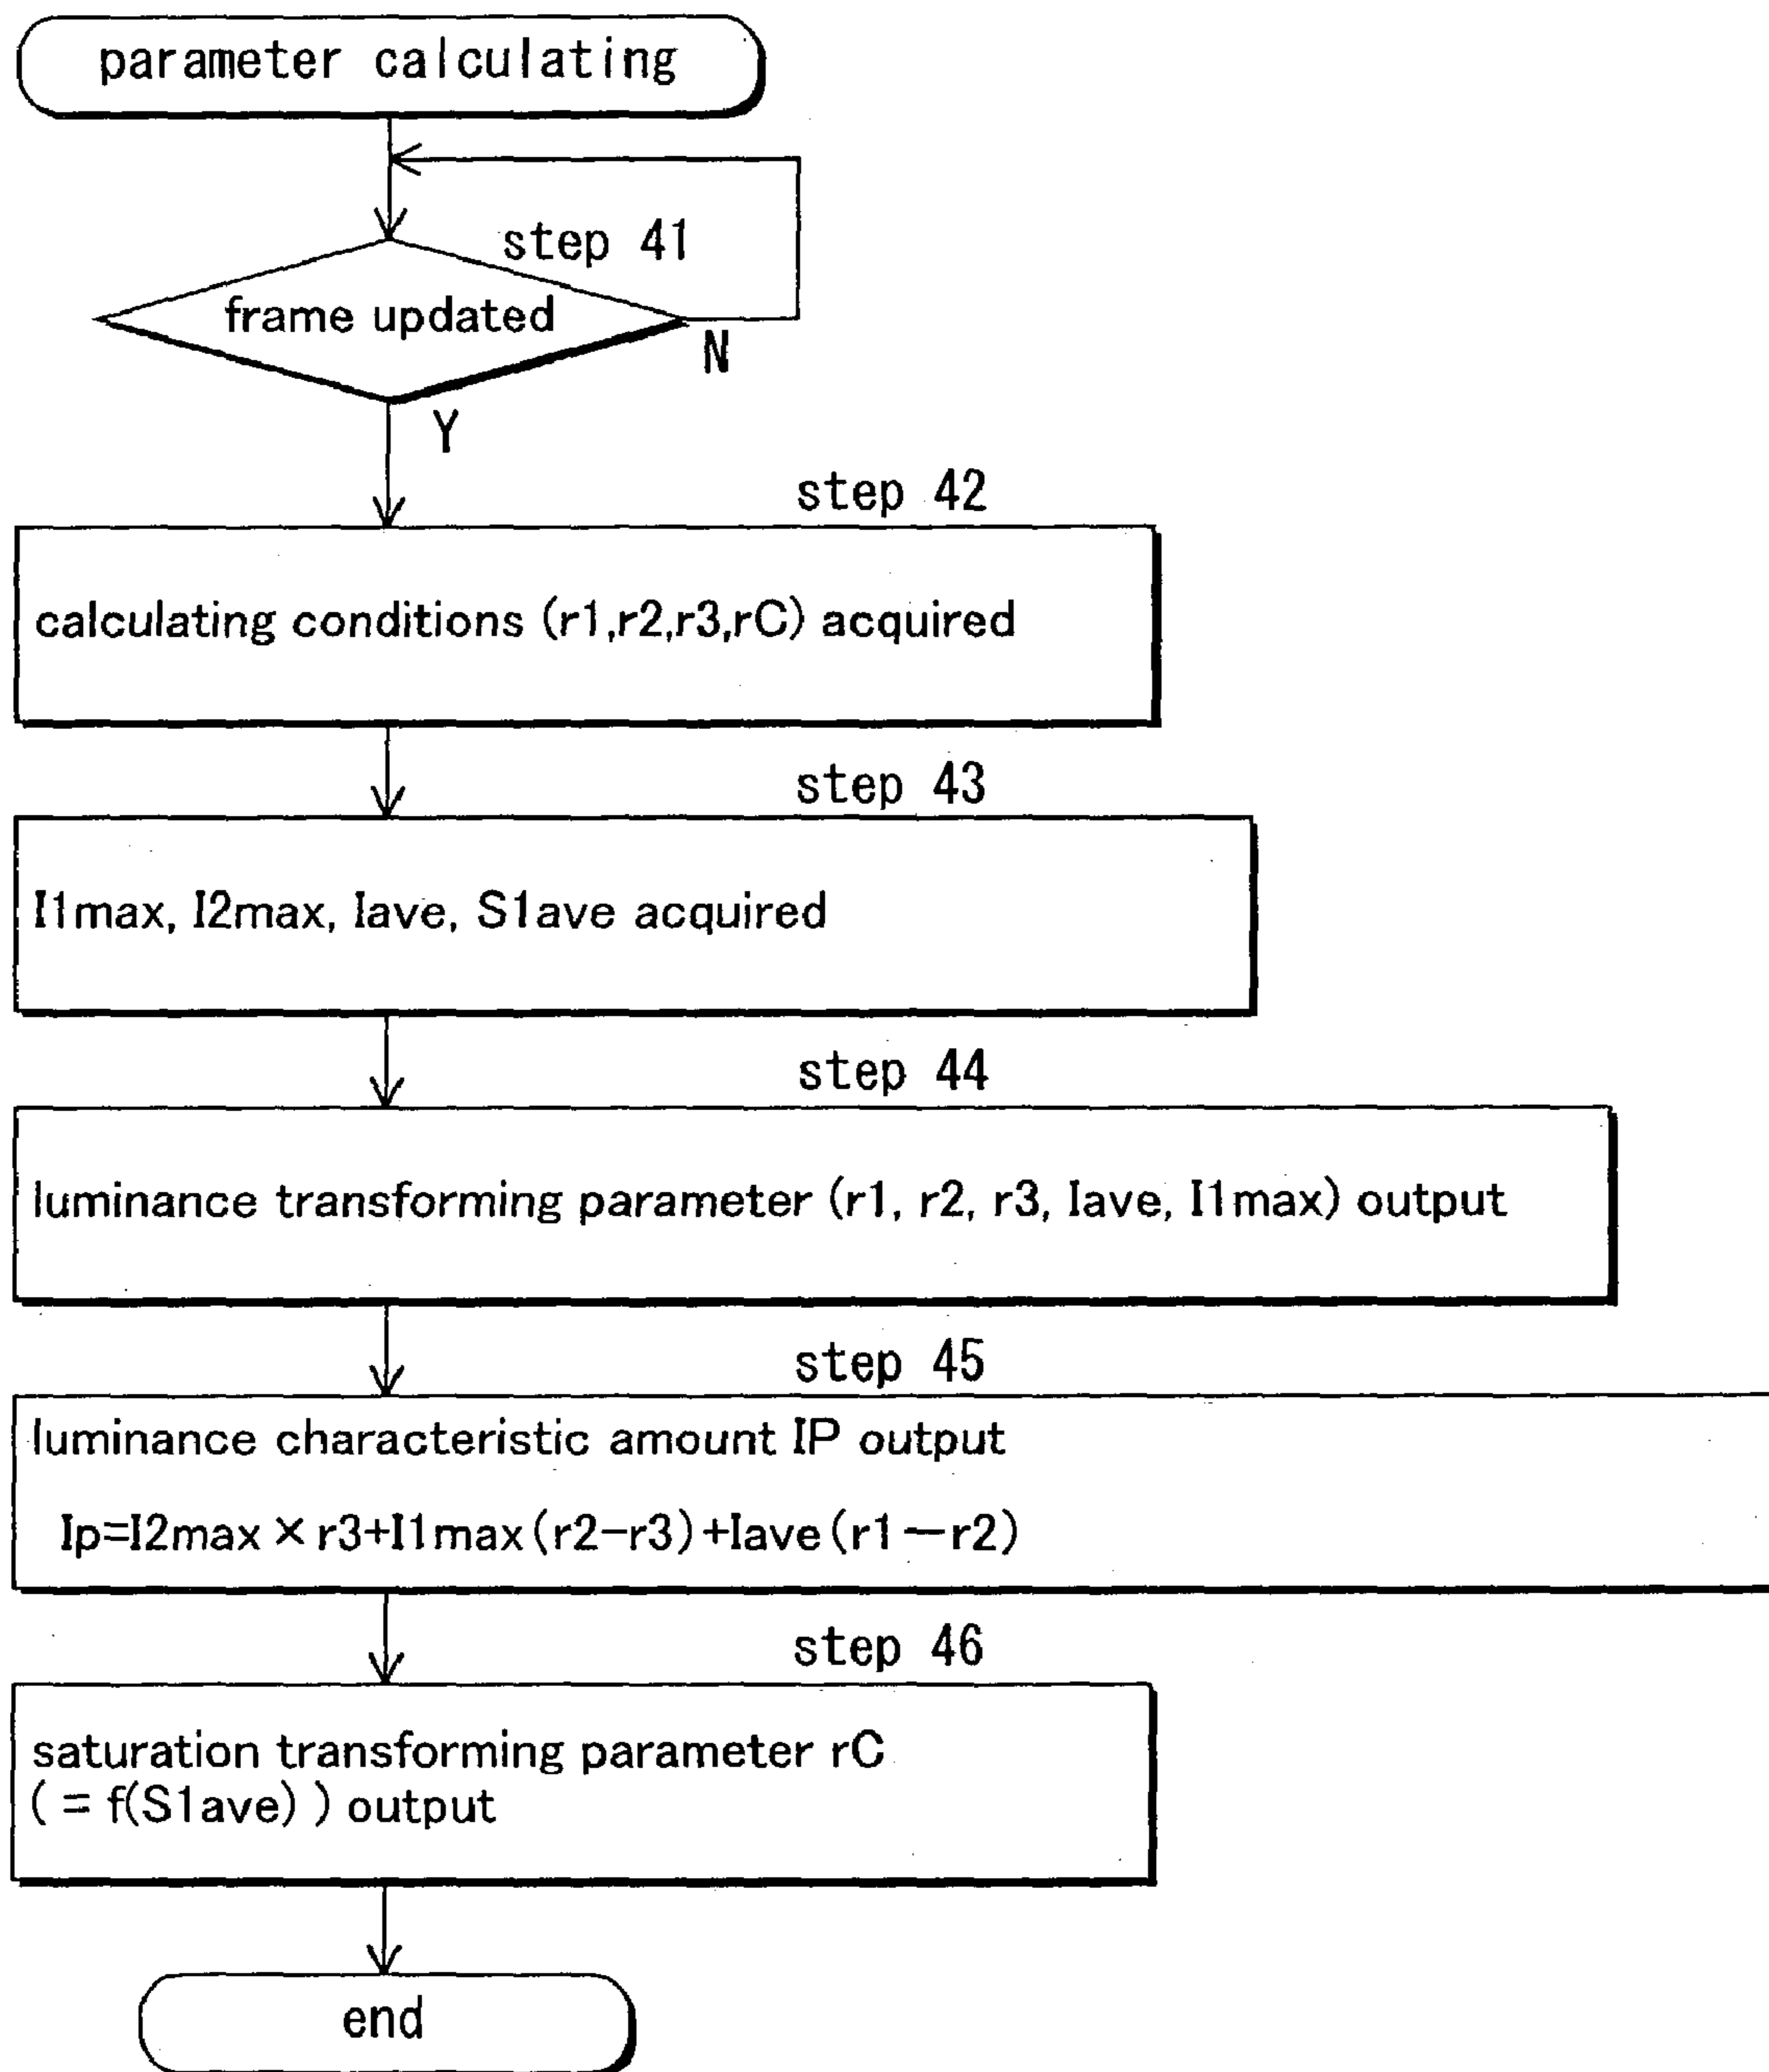 parameter calculating
step 41
frame updated
N
Y
step 42
calculating conditions (r1,r2,r3,rC) acquired
step 43
I1max, I2max, Iave, S1ave acquired
step 44
luminance transforming parameter (r1, r2, r3, Iave, I1max) output
step 45
luminance characteristic amount IP output
Ip=I2max×r3+I1max(r2-r3)+Iave(r1-r2)
step 46
saturation transforming parameter rC
( = f(S1ave) ) output
end